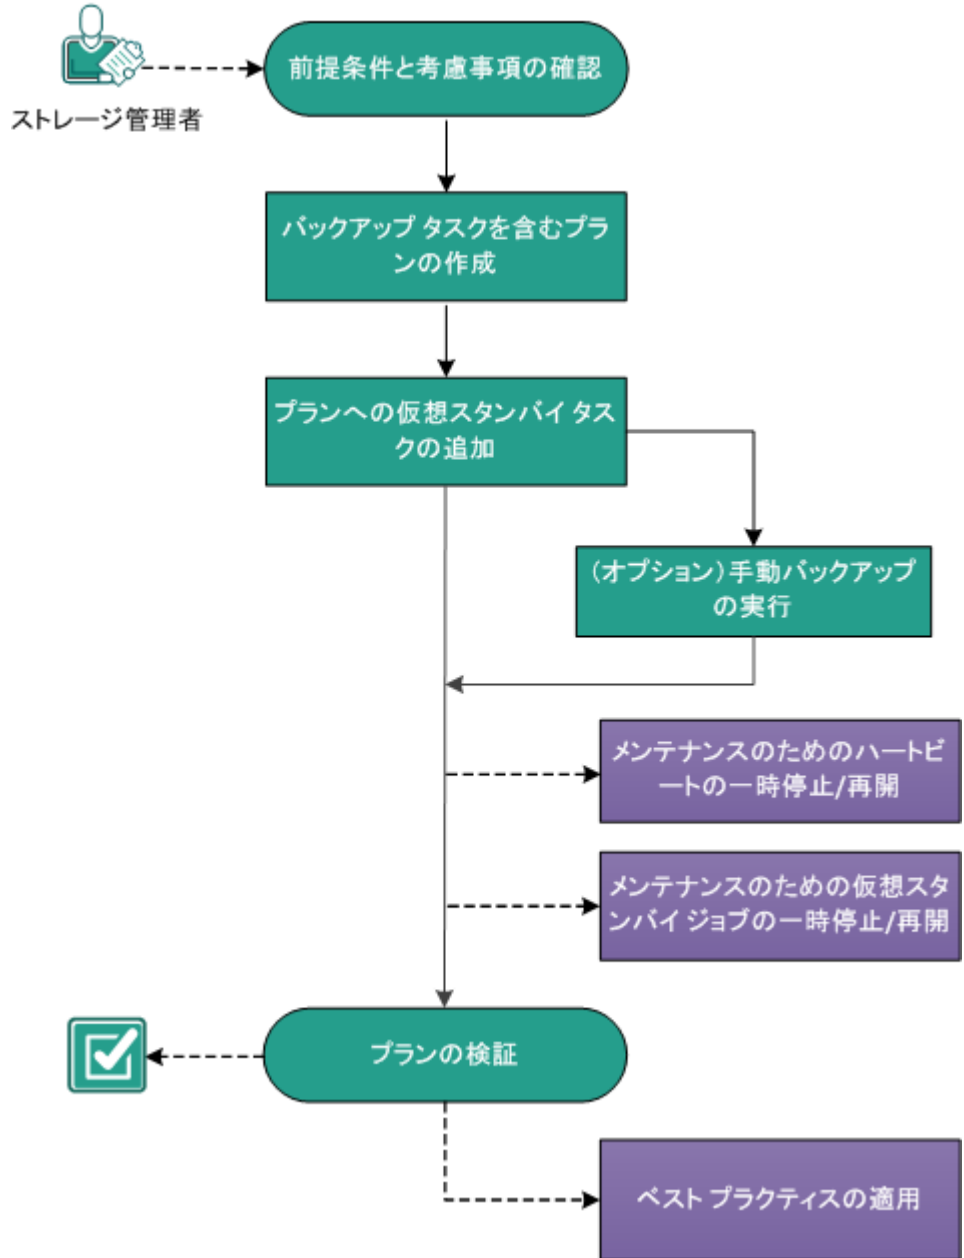 前提条件と考慮事項の確認
ストレージ管理者
バックアップ タスクを含むプラ
ンの作成
プランへの仮想スタンバイ タス
クの追加
(オプション)手動バックアップ
の実行
メンテナンスのためのハートビ
ートの一時停止/再開
メンテナンスのための仮想スタ
ンバイ ジョブの一時停止/再開
プランの検証
ベスト プラクティスの適用